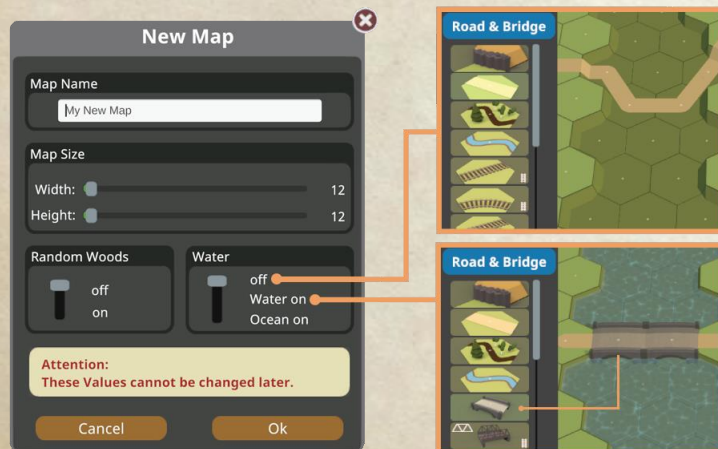 New Map
Map Name
My New Map
Map Size
Width: 12
Height: 12
Random Woods
off
on
Water
off
Water on
Ocean on
Attention:
These Values cannot be changed later.
Cancel
Ok
Road & Bridge
Road & Bridge